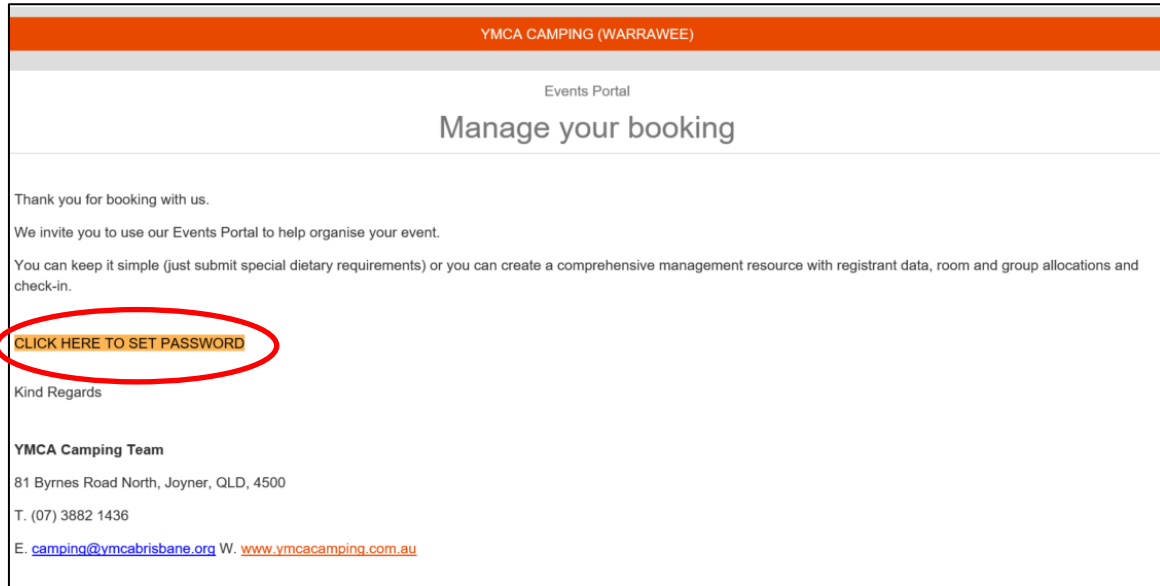 YMCA CAMPING (WARRAWEE)
Events Portal
Manage your booking
Thank you for booking with us.
We invite you to use our Events Portal to help organise your event.
You can keep it simple (just submit special dietary requirements) or you can create a comprehensive management resource with registrant data, room and group allocations and
check-in.
CLICK HERE TO SET PASSWORD
Kind Regards
YMCA Camping Team
81 Byrnes Road North, Joyner, QLD, 4500
T. (07) 3882 1436
E. camping@ymcabrisbane.org W. www.ymcacamping.com.au